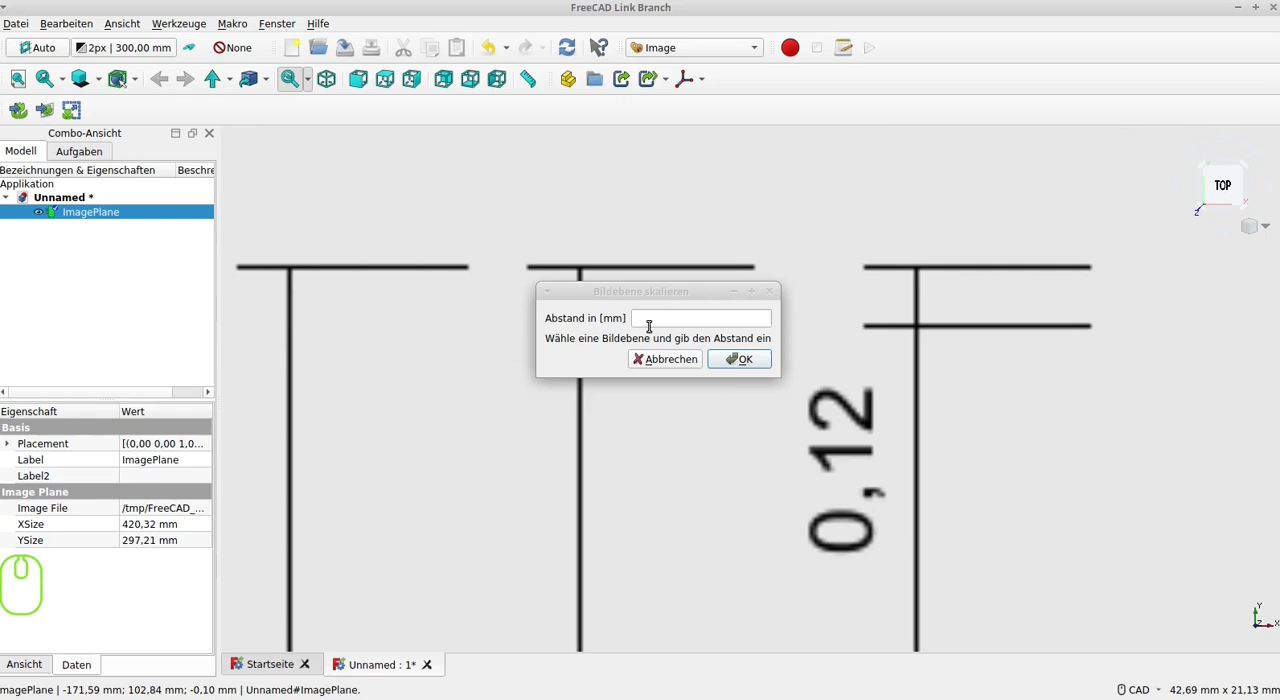 FreeCAD Link Branch
Datei Bearbeiten Ansicht Werkzeuge Makro Fenster Hilfe
Auto 2px | 300,00 mm None Image
Combo-Ansicht
Modell Aufgaben
Bezeichnungen & Eigenschaften Beschre
Applikation
Unnamed *
ImagePlane
TOP
Z
X
Bildebene skalieren
Abstand in [mm]
Wähle eine Bildebene und gib den Abstand ein
Abbrechen OK
0,12
Eigenschaft Wert
Basis
Placement [(0,00 0,00 1,0...
Label ImagePlane
Label2
Image Plane
Image File /tmp/FreeCAD_...
XSize 420,32 mm
YSize 297,21 mm
Y
Z X
Ansicht Daten
Startseite Unnamed : 1*
magePlane | -171,59 mm; 102,84 mm; -0,10 mm | Unnamed#ImagePlane. CAD 42,69 mm x 21,13 mm